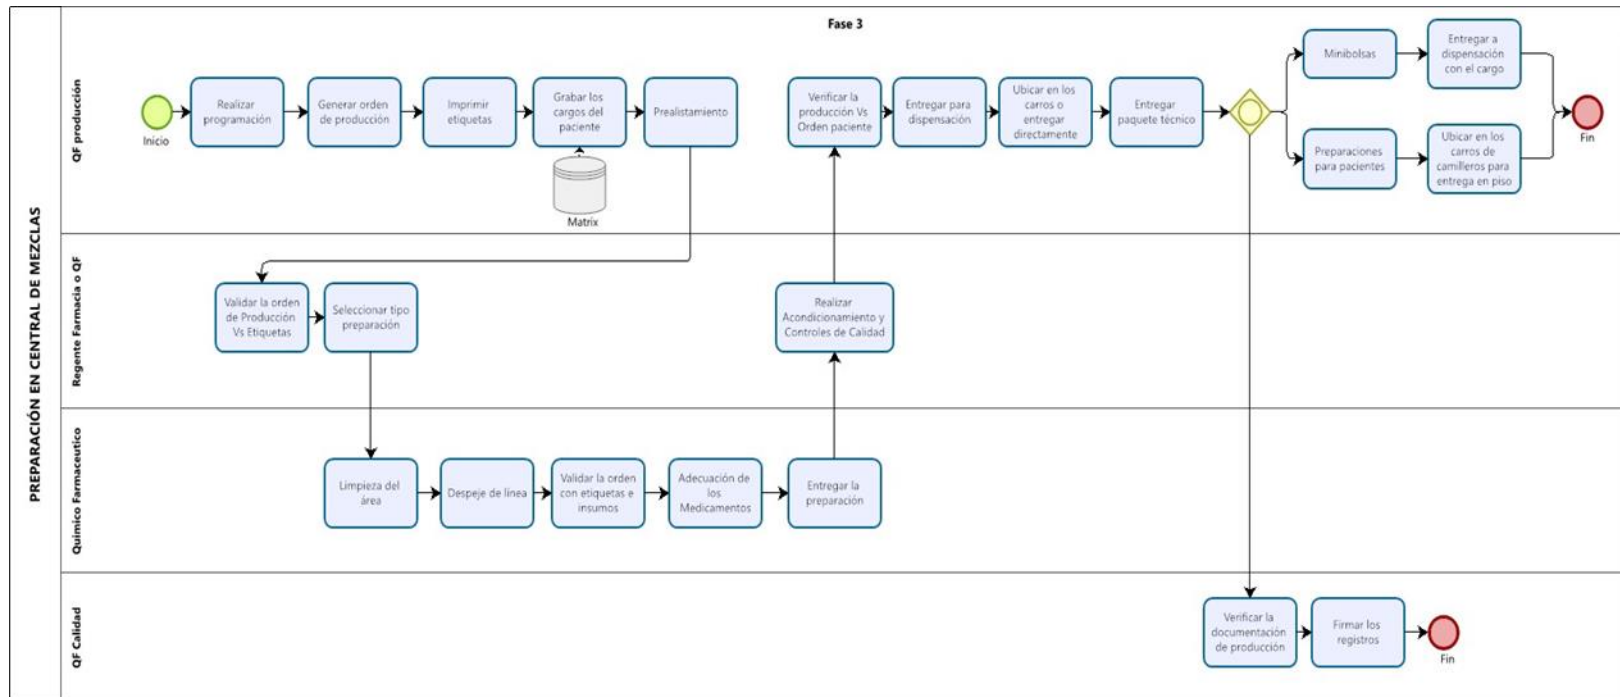 PREPARACIÓN EN CENTRAL DE MEZCLAS
Fase 3
QF producción
Inicio
Realizar
programación
Generar orden
de producción
Imprimir
etiquetas
Grabar los
cargos del
paciente
Matrix
Prealistamiento
Verificar la
producción Vs
Orden paciente
Entregar para
dispensación
Ubicar en los
carros o
entregar
directamente
Entregar
paquete técnico
Minibolsas
Entregar a
dispensación
con el cargo
Preparaciones
para pacientes
Ubicar en los
carros de
camilleros para
entrega en piso
Fin
Regente Farmacia o QF
Validar la orden
de Producción
Vs Etiquetas
Seleccionar tipo
preparación
Realizar
Acondicionamiento y
Controles de Calidad
Quimico Farmaceutico
Limpieza del
área
Despeje de línea
Validar la orden
con etiquetas e
insumos
Adecuación de
los
Medicamentos
Entregar la
preparación
QF Calidad
Verificar la
documentación
de producción
Firmar los
registros
Fin